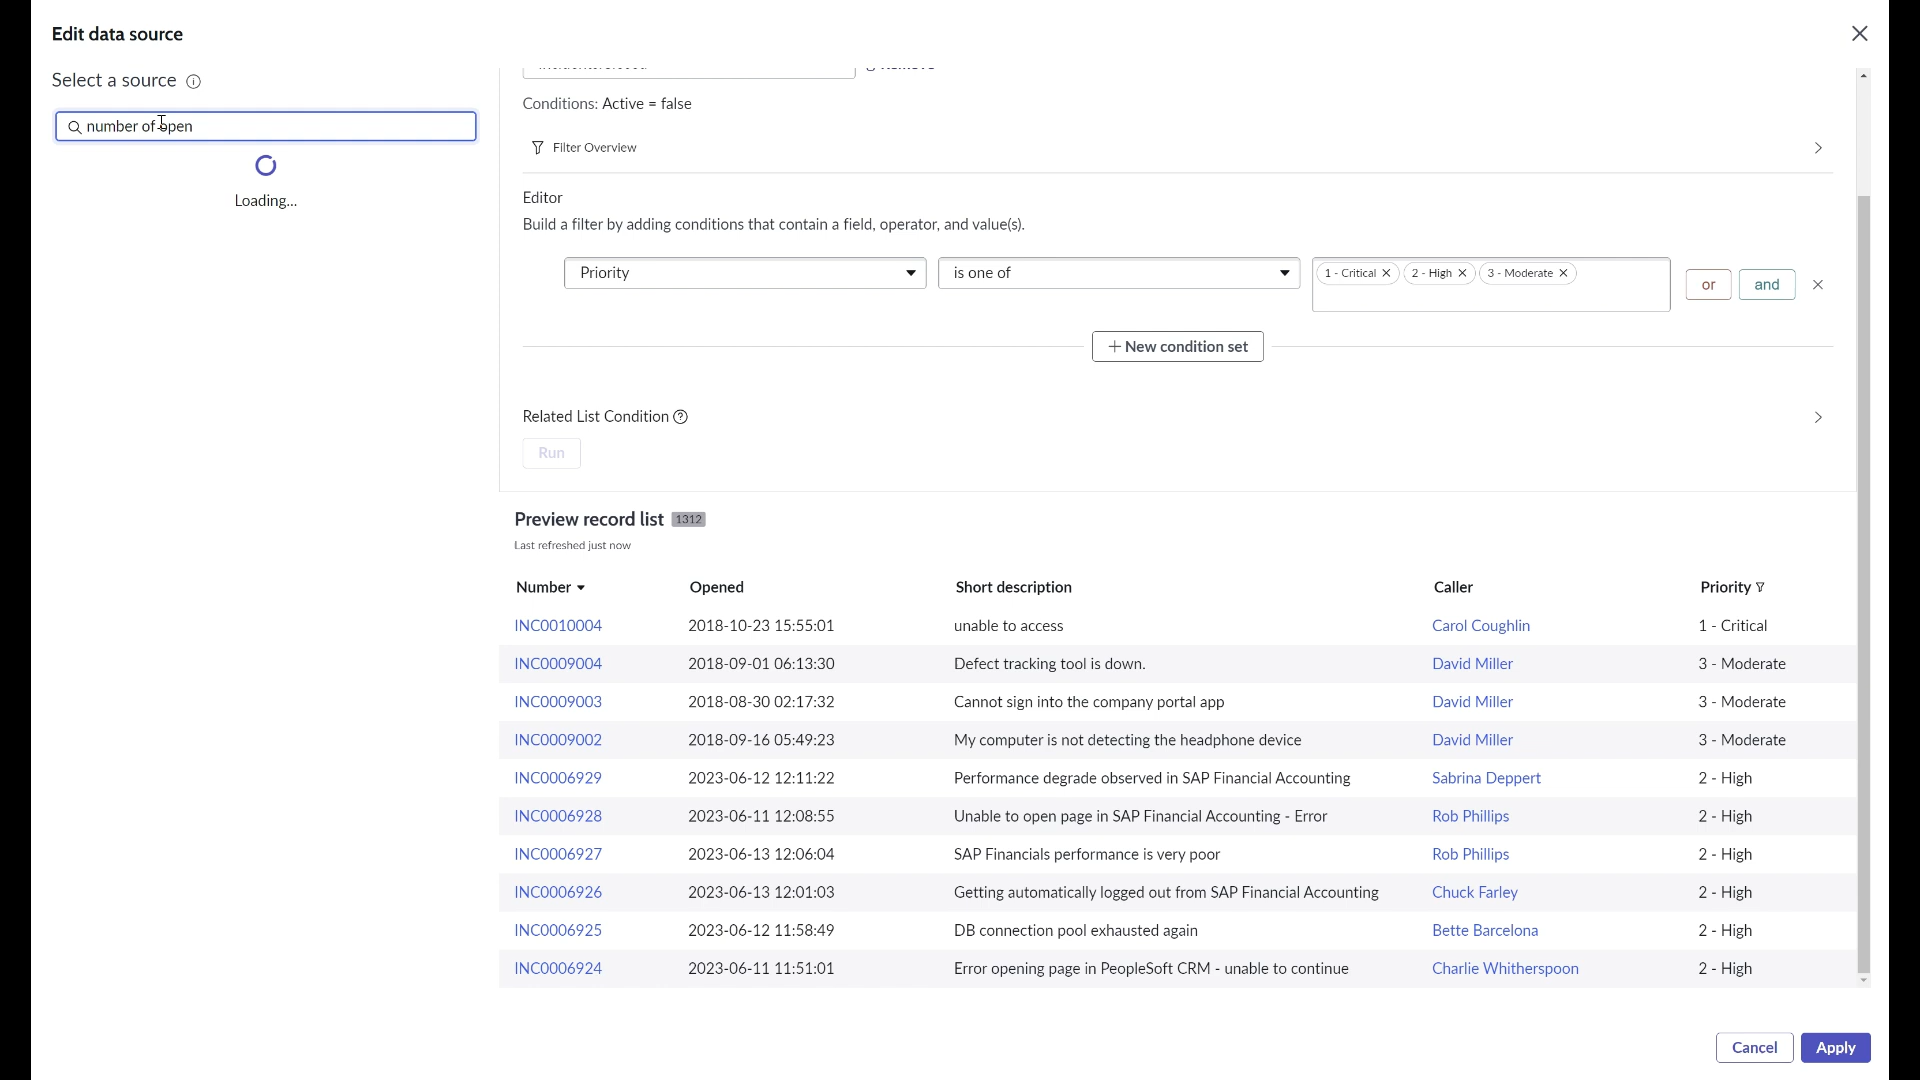 Edit data source
Select a source
number of open
Loading...
Conditions: Active = false
Filter Overview
Editor
Build a filter by adding conditions that contain a field, operator, and value(s).
Priority is one of 1 - Critical 2 - High 3 - Moderate or and
New condition set
Related List Condition
Run
Preview record list 1312
Last refreshed just now
Number Opened Short description Caller Priority
INC0010004 2018-10-23 15:55:01 unable to access Carol Coughlin 1 - Critical
INC0009004 2018-09-01 06:13:30 Defect tracking tool is down. David Miller 3 - Moderate
INC0009003 2018-08-30 02:17:32 Cannot sign into the company portal app David Miller 3 - Moderate
INC0009002 2018-09-16 05:49:23 My computer is not detecting the headphone device David Miller 3 - Moderate
INC0006929 2023-06-12 12:11:22 Performance degrade observed in SAP Financial Accounting Sabrina Deppert 2 - High
INC0006928 2023-06-11 12:08:55 Unable to open page in SAP Financial Accounting - Error Rob Phillips 2 - High
INC0006927 2023-06-13 12:06:04 SAP Financials performance is very poor Rob Phillips 2 - High
INC0006926 2023-06-13 12:01:03 Getting automatically logged out from SAP Financial Accounting Chuck Farley 2 - High
INC0006925 2023-06-12 11:58:49 DB connection pool exhausted again Bette Barcelona 2 - High
INC0006924 2023-06-11 11:51:01 Error opening page in PeopleSoft CRM - unable to continue Charlie Whitherspoon 2 - High
Cancel Apply